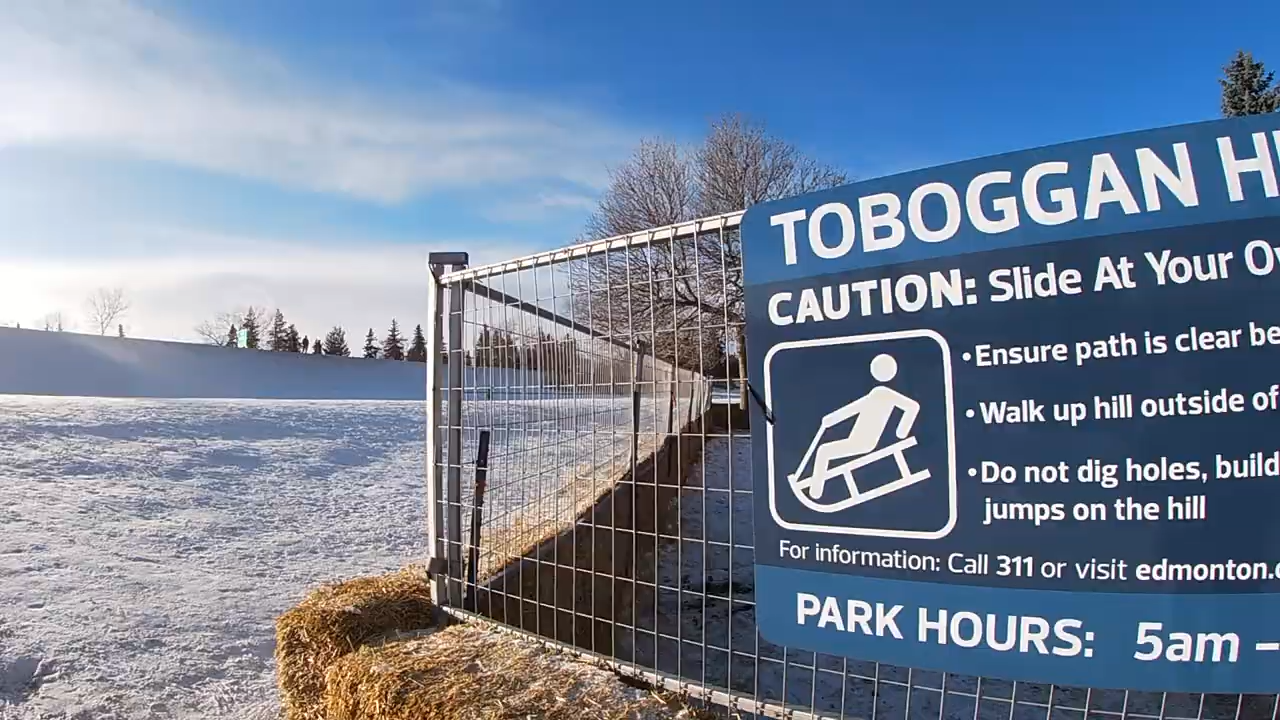 TOBOGGAN H
CAUTION: Slide At Your
• Ensure path is clear
• Walk up hill outside of
• Do not dig holes, build
jumps on the hill
For information: Call 311 or visit edmonton.
PARK HOURS: 5am –